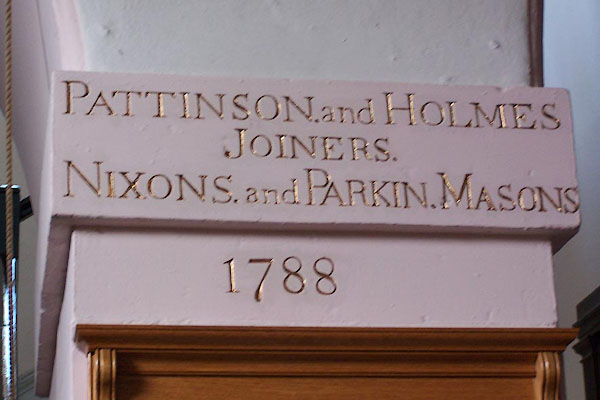 PATTINSON.and HOLMES
JOINERS.
NIXONS. and PARKIN. MASONS
1788